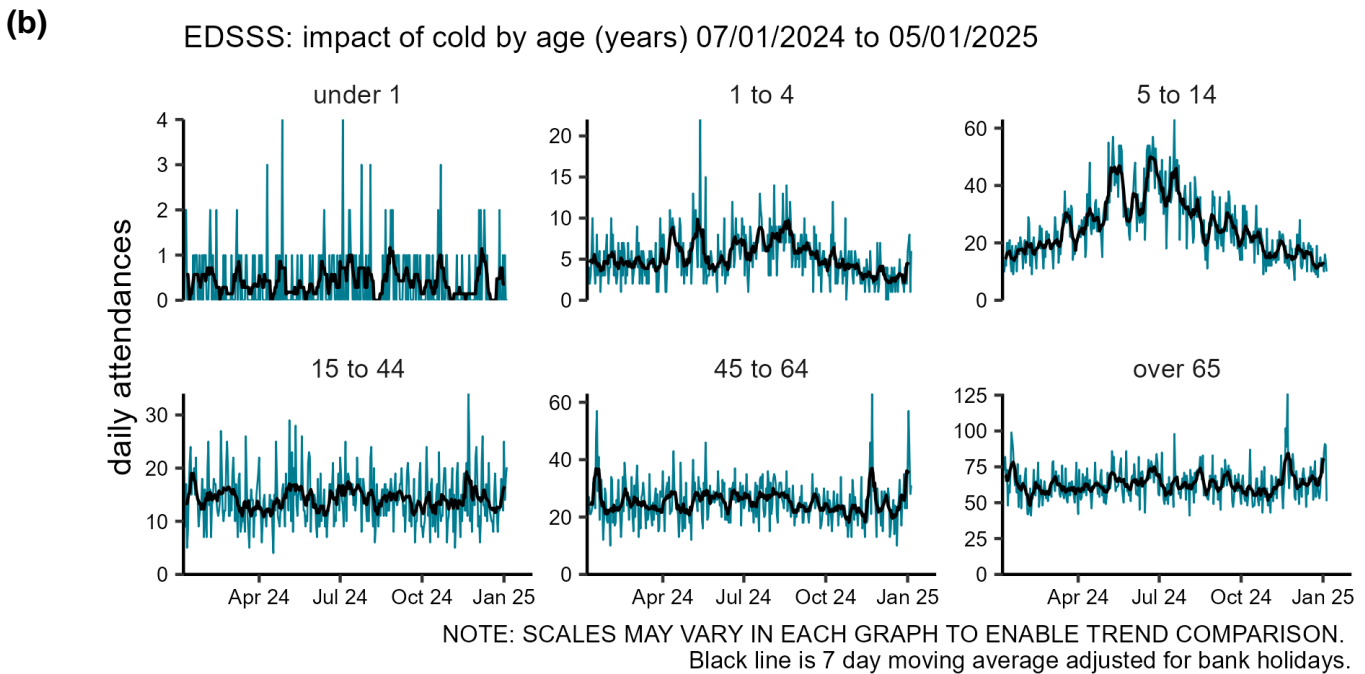 (b)
EDSSS: impact of cold by age (years) 07/01/2024 to 05/01/2025
daily attendances
under 1
4
3
2
1
0
1 to 4
20
15
10
5
0
5 to 14
60
40
20
0
15 to 44
30
20
10
0
Apr 24 Jul 24 Oct 24 Jan 25
45 to 64
60
40
20
0
Apr 24 Jul 24 Oct 24 Jan 25
over 65
125
100
75
50
25
0
Apr 24 Jul 24 Oct 24 Jan 25
NOTE: SCALES MAY VARY IN EACH GRAPH TO ENABLE TREND COMPARISON.
Black line is 7 day moving average adjusted for bank holidays.